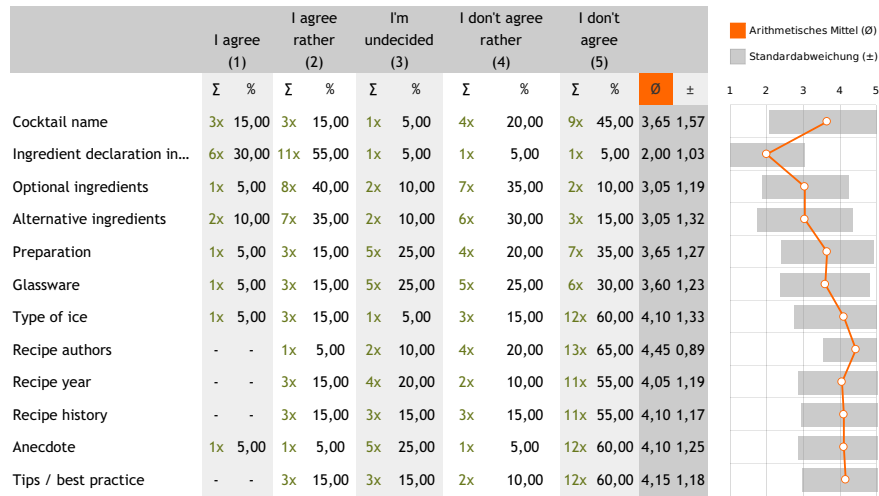 I agree (1) I agree rather (2) I'm undecided (3) I don't agree rather (4) I don't agree (5)
Σ % Σ % Σ % Σ % Σ % Ø ±
Cocktail name 3x 15,00 3x 15,00 1x 5,00 4x 20,00 9x 45,00 3,65 1,57
Ingredient declaration in... 6x 30,00 11x 55,00 1x 5,00 1x 5,00 1x 5,00 2,00 1,03
Optional ingredients 1x 5,00 8x 40,00 2x 10,00 7x 35,00 2x 10,00 3,05 1,19
Alternative ingredients 2x 10,00 7x 35,00 2x 10,00 6x 30,00 3x 15,00 3,05 1,32
Preparation 1x 5,00 3x 15,00 5x 25,00 4x 20,00 7x 35,00 3,65 1,27
Glassware 1x 5,00 3x 15,00 5x 25,00 5x 25,00 6x 30,00 3,60 1,23
Type of ice 1x 5,00 3x 15,00 1x 5,00 3x 15,00 12x 60,00 4,10 1,33
Recipe authors - - 1x 5,00 2x 10,00 4x 20,00 13x 65,00 4,45 0,89
Recipe year - - 3x 15,00 4x 20,00 2x 10,00 11x 55,00 4,05 1,19
Recipe history - - 3x 15,00 3x 15,00 3x 15,00 11x 55,00 4,10 1,17
Anecdote 1x 5,00 1x 5,00 5x 25,00 1x 5,00 12x 60,00 4,10 1,25
Tips / best practice - - 3x 15,00 3x 15,00 2x 10,00 12x 60,00 4,15 1,18
Arithmetisches Mittel (Ø)
Standardabweichung (±)
1 2 3 4 5